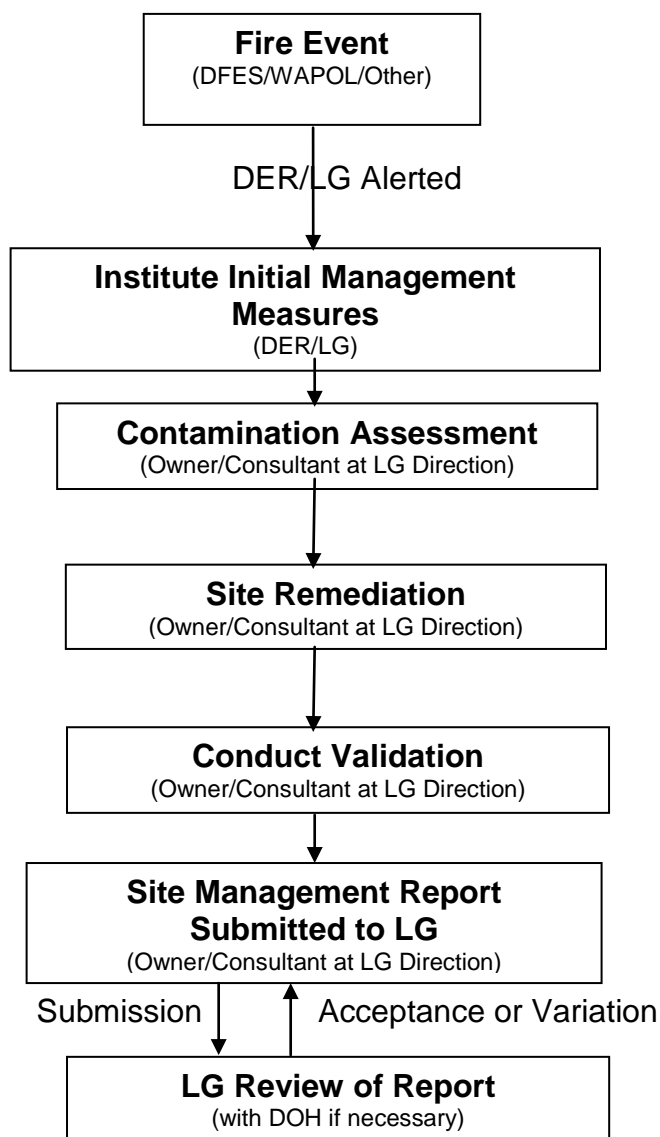 Fire Event
(DFES/WAPOL/Other)
DER/LG Alerted
Institute Initial Management
Measures
(DER/LG)
Contamination Assessment
(Owner/Consultant at LG Direction)
Site Remediation
(Owner/Consultant at LG Direction)
Conduct Validation
(Owner/Consultant at LG Direction)
Site Management Report
Submitted to LG
(Owner/Consultant at LG Direction)
Submission
Acceptance or Variation
LG Review of Report
(with DOH if necessary)